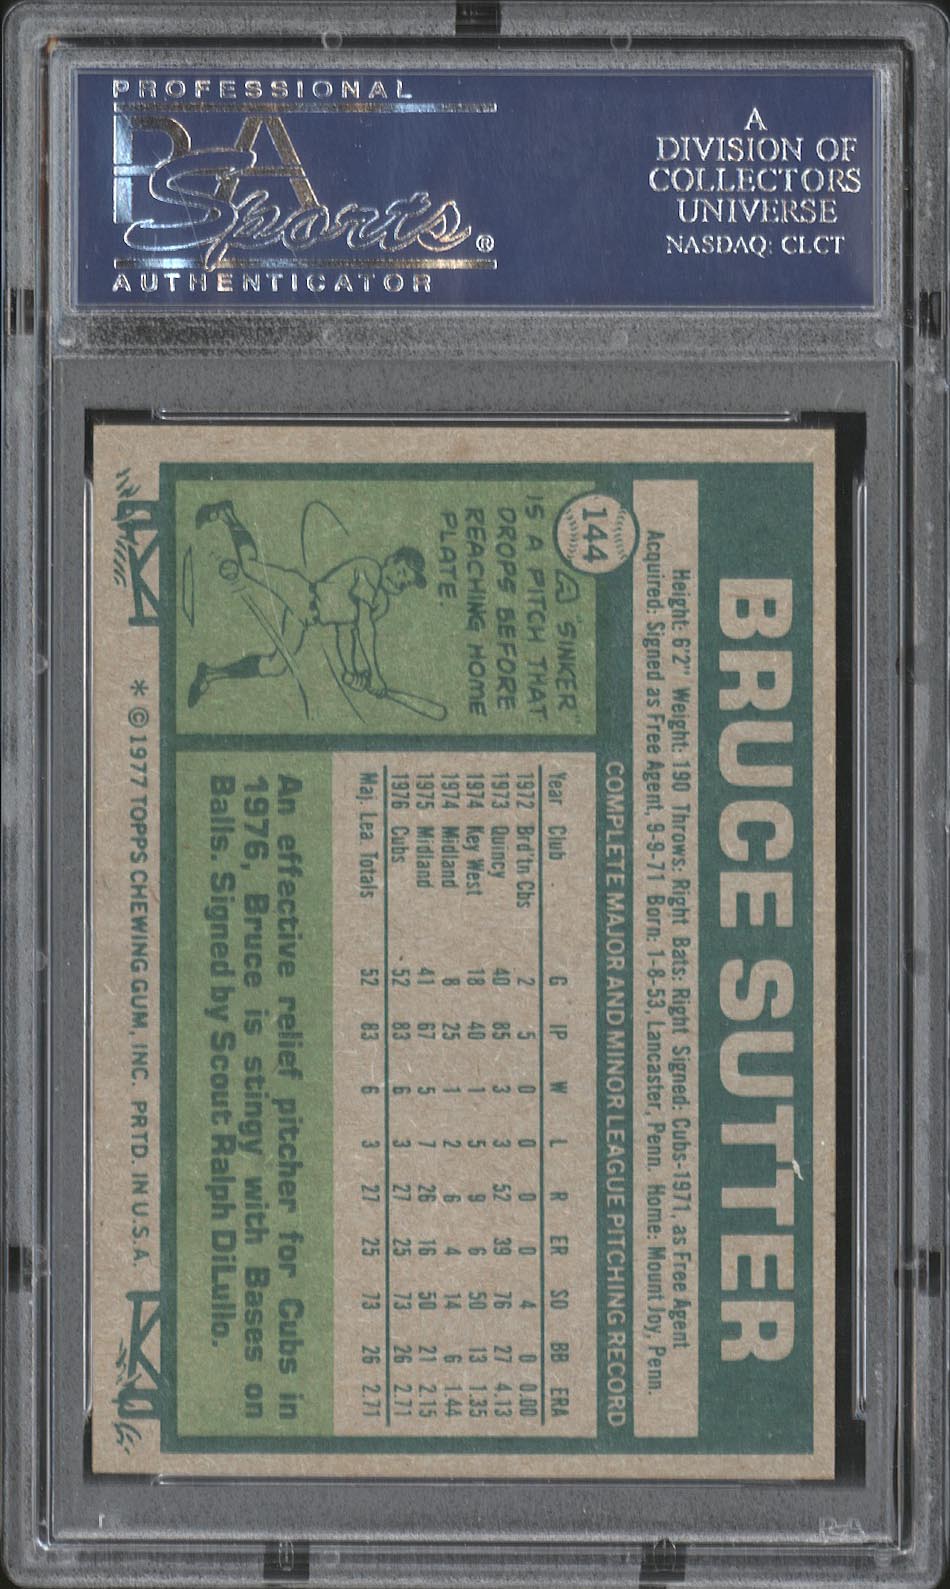 PROFESSIONAL
PSA
Sports®
AUTHENTICATOR
A
DIVISION OF
COLLECTORS
UNIVERSE
NASDAQ: CLCT
144
BRUCE SUTTER
Height: 6'2" Weight: 190 Throws: Right Bats: Right Signed: Cubs-1971, as Free Agent
Acquired: Signed as Free Agent, 9-9-71 Born: 1-8-53, Lancaster, Penn. Home: Mount Joy, Penn.
COMPLETE MAJOR AND MINOR LEAGUE PITCHING RECORD
Year Club G IP W L R ER SO BB ERA
1972 Brd'tn Cbs 2 5 0 0 0 0 4 0 0.00
1973 Quincy 40 85 3 3 52 39 76 27 4.13
1974 Key West 18 40 1 5 9 6 50 13 1.35
1974 Midland 8 25 1 2 6 4 14 6 1.44
1975 Midland 41 67 5 7 26 16 50 21 2.15
1976 Cubs 52 83 6 3 27 25 73 26 2.71
Maj. Lea. Totals 52 83 6 3 27 25 73 26 2.71
A "SINKER"
IS A PITCH THAT
DROPS BEFORE
REACHING HOME
PLATE.
An effective relief pitcher for Cubs in
1976, Bruce is stingy with Bases on
Balls. Signed by Scout Ralph DiLullo.
* ©1977 TOPPS CHEWING GUM, INC. PRTD. IN U.S.A.